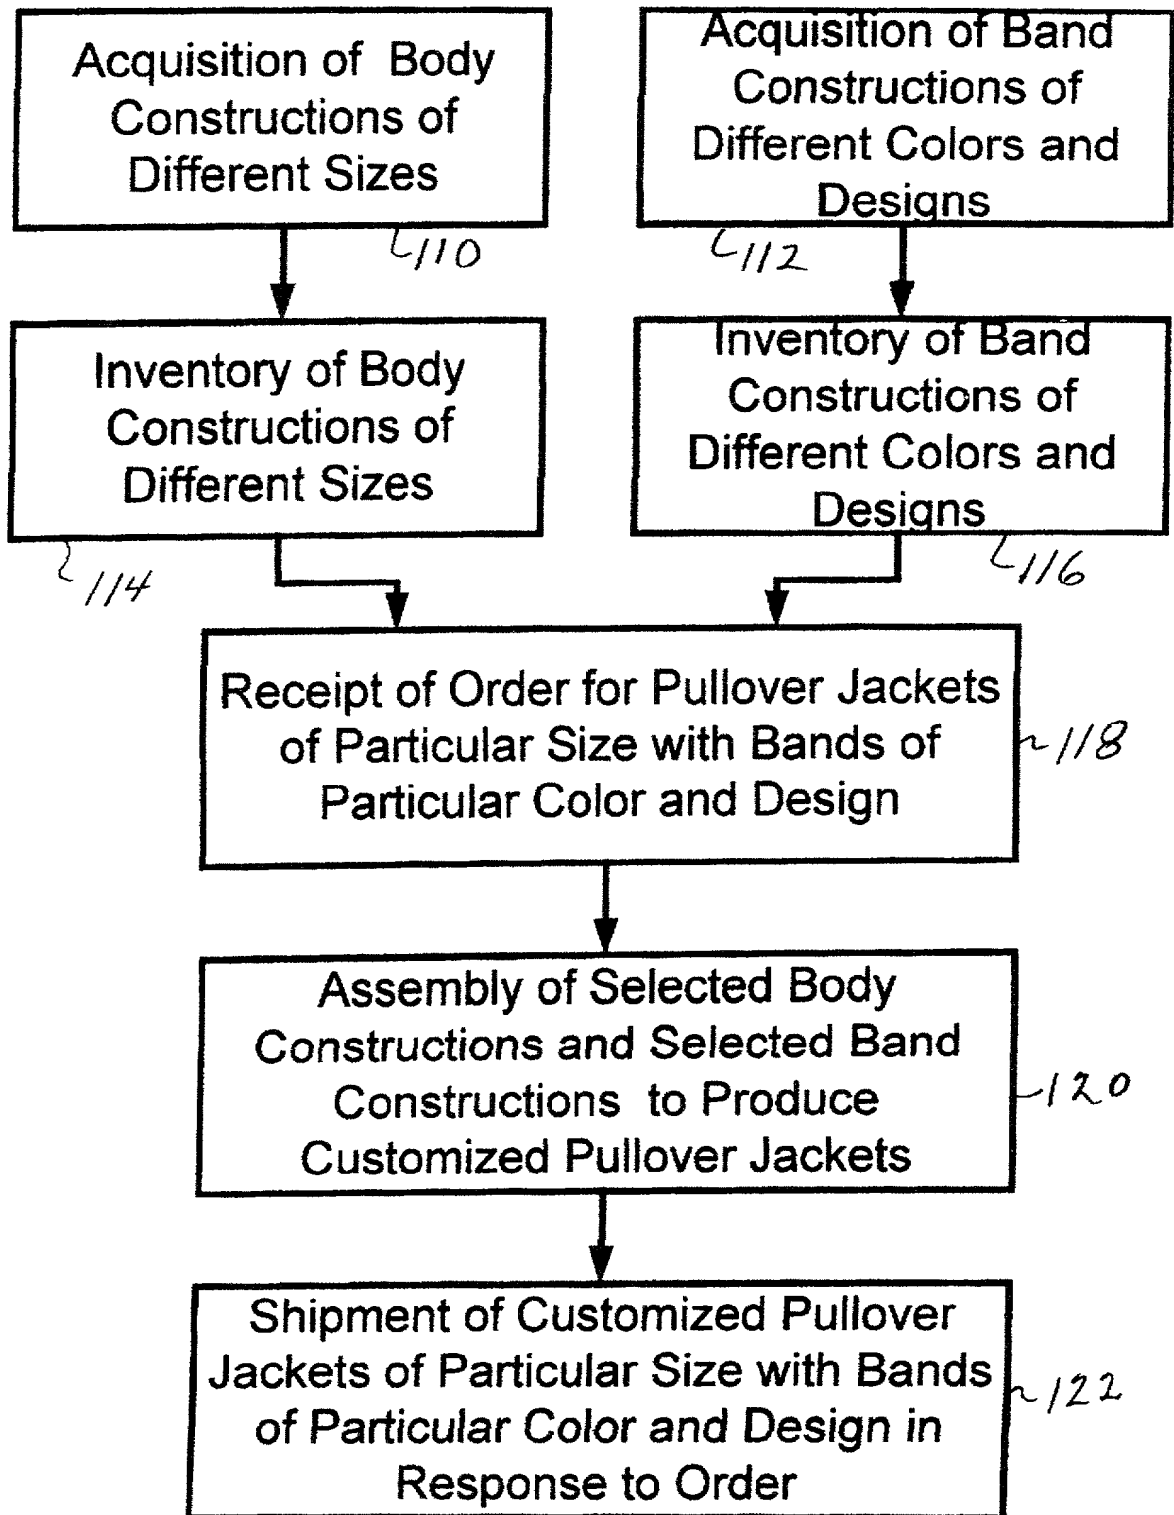 Acquisition of Body
Constructions of
Different Sizes
110
Acquisition of Band
Constructions of
Different Colors and
Designs
112
Inventory of Body
Constructions of
Different Sizes
114
Inventory of Band
Constructions of
Different Colors and
Designs
116
Receipt of Order for Pullover Jackets
of Particular Size with Bands of
Particular Color and Design
118
Assembly of Selected Body
Constructions and Selected Band
Constructions to Produce
Customized Pullover Jackets
120
Shipment of Customized Pullover
Jackets of Particular Size with Bands
of Particular Color and Design in
Response to Order
122